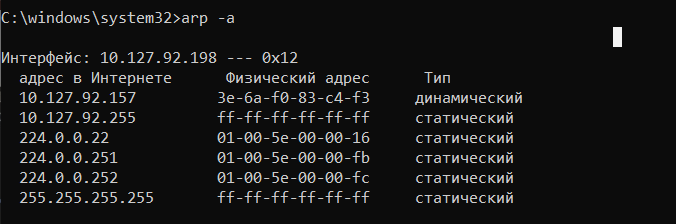 C:\windows\system32>arp -a
Интерфейс: 10.127.92.198 --- 0x12
адрес в Интернете Физический адрес Тип
10.127.92.157 3e-6a-f0-83-c4-f3 динамический
10.127.92.255 ff-ff-ff-ff-ff-ff статический
224.0.0.22 01-00-5e-00-00-16 статический
224.0.0.251 01-00-5e-00-00-fb статический
224.0.0.252 01-00-5e-00-00-fc статический
255.255.255.255 ff-ff-ff-ff-ff-ff статический